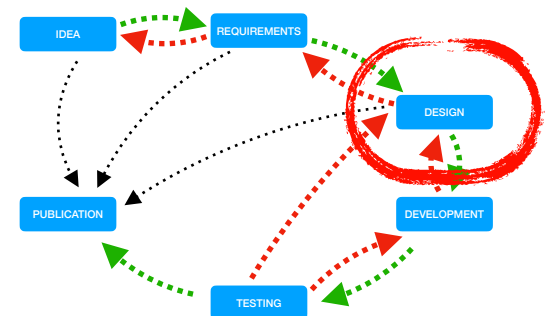 IDEA
REQUIREMENTS
DESIGN
PUBLICATION
DEVELOPMENT
TESTING